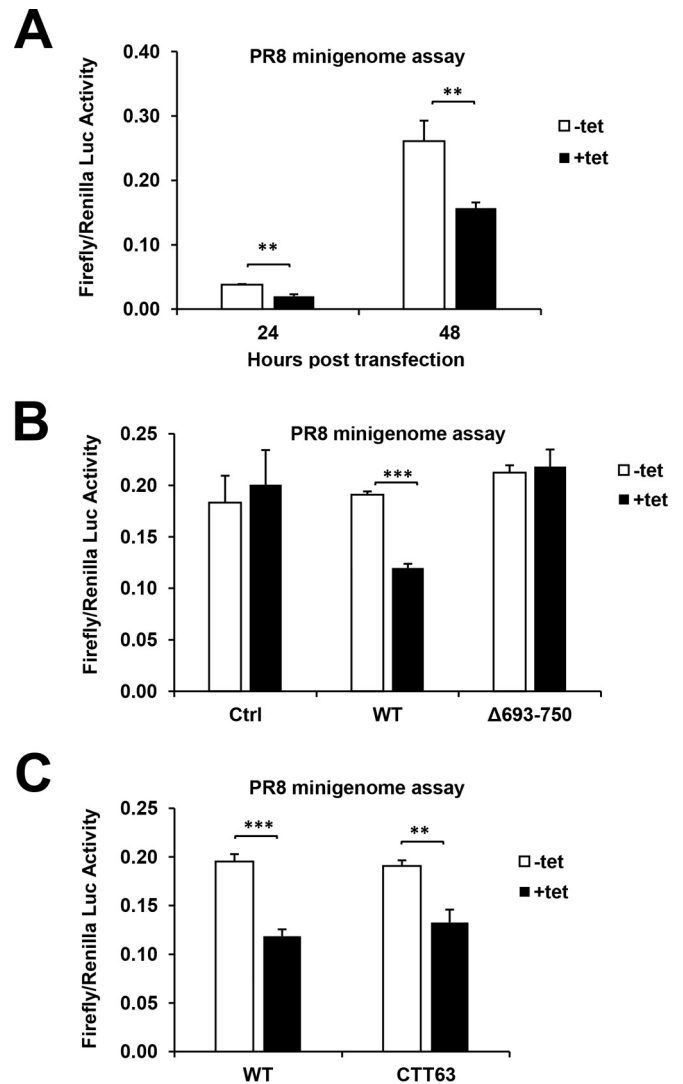 A
PR8 minigenome assay
Firefly/Renilla Luc Activity
0.40
0.30
0.20
0.10
0.00
**
**
-tet
+tet
24
48
Hours post transfection
B
PR8 minigenome assay
Firefly/Renilla Luc Activity
0.25
0.20
0.15
0.10
0.05
0.00
***
-tet
+tet
Ctrl
WT
Δ693-750
C
PR8 minigenome assay
Firefly/Renilla Luc Activity
0.25
0.20
0.15
0.10
0.05
0.00
***
**
-tet
+tet
WT
CTT63